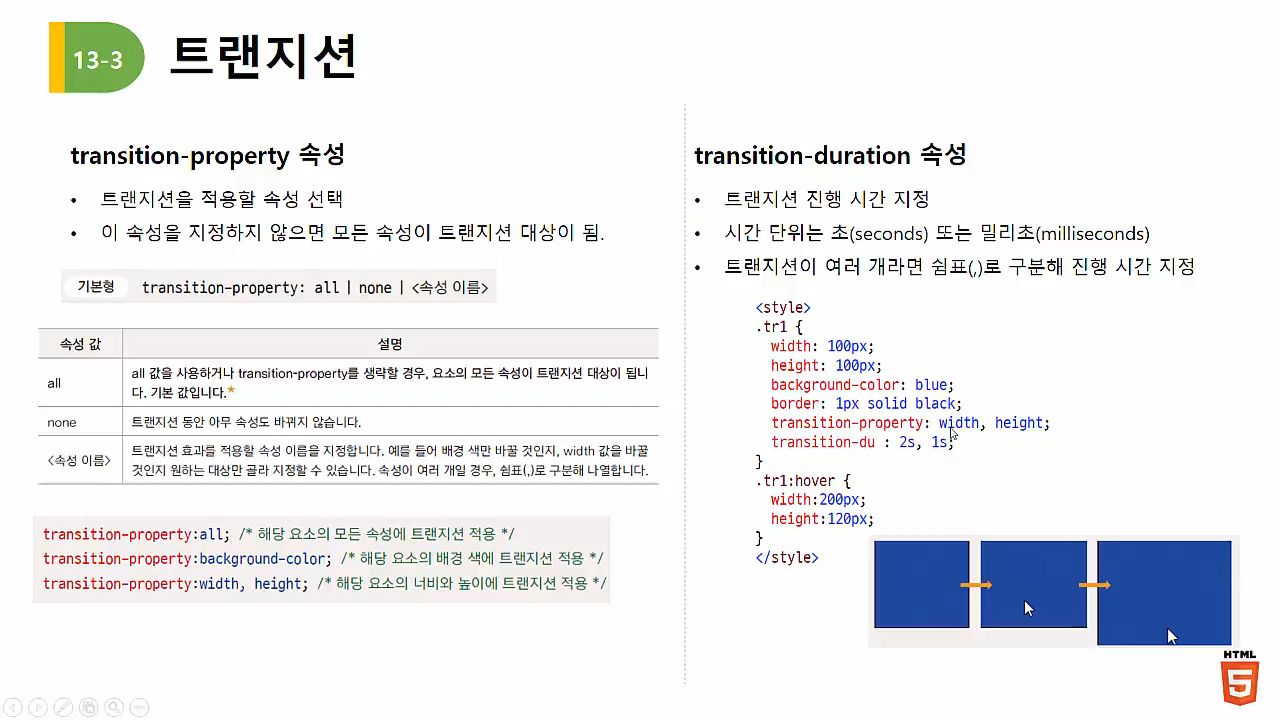 13-3
트랜지션
transition-property 속성
• 트랜지션을 적용할 속성 선택
• 이 속성을 지정하지 않으면 모든 속성이 트랜지션 대상이 됨.
기본형 transition-property: all | none | <속성 이름>
속성 값 설명
all all 값을 사용하거나 transition-property를 생략할 경우, 요소의 모든 속성이 트랜지션 대상이 됩니
다. 기본 값입니다.★
none 트랜지션 동안 아무 속성도 바뀌지 않습니다.
<속성 이름> 트랜지션 효과를 적용할 속성 이름을 지정합니다. 예를 들어 배경 색만 바꿀 것인지, width 값을 바꿀
것인지 원하는 대상만 골라 지정할 수 있습니다. 속성이 여러 개일 경우, 쉼표(,)로 구분해 나열합니다.
transition-property:all; /* 해당 요소의 모든 속성에 트랜지션 적용 */
transition-property:background-color; /* 해당 요소의 배경 색에 트랜지션 적용 */
transition-property:width, height; /* 해당 요소의 너비와 높이에 트랜지션 적용 */
transition-duration 속성
• 트랜지션 진행 시간 지정
• 시간 단위는 초(seconds) 또는 밀리초(milliseconds)
• 트랜지션이 여러 개라면 쉼표(,)로 구분해 진행 시간 지정
<style>
.tr1 {
width: 100px;
height: 100px;
background-color: blue;
border: 1px solid black;
transition-property: width, height;
transition-du : 2s, 1s;
}
.tr1:hover {
width:200px;
height:120px;
}
</style>
HTML
5